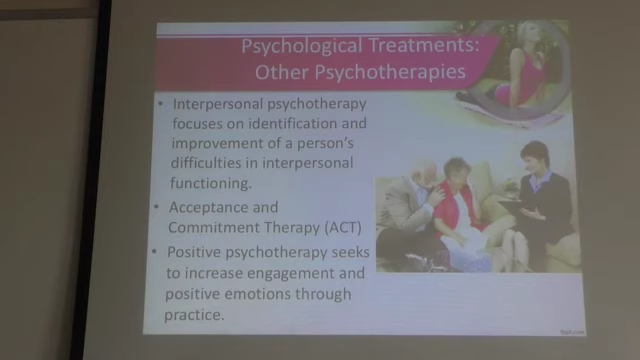 Psychological Treatments:
Other Psychotherapies
• Interpersonal psychotherapy
focuses on identification and
improvement of a person's
difficulties in interpersonal
functioning.
• Acceptance and
Commitment Therapy (ACT)
• Positive psychotherapy seeks
to increase engagement and
positive emotions through
practice.